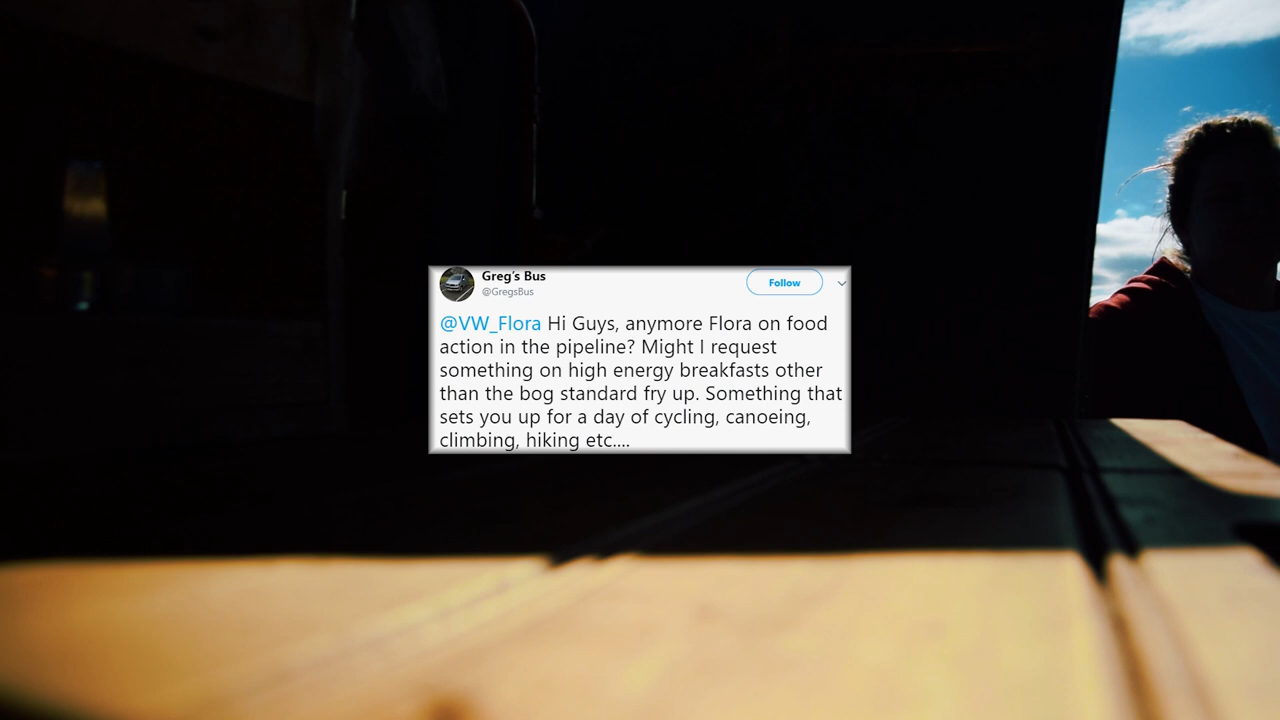 Greg's Bus
@GregsBus
Follow
@VW_Flora Hi Guys, anymore Flora on food
action in the pipeline? Might I request
something on high energy breakfasts other
than the bog standard fry up. Something that
sets you up for a day of cycling, canoeing,
climbing, hiking etc....